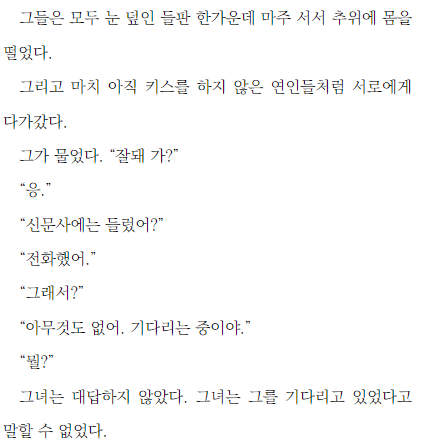 그들은 모두 눈 덮인 들판 한가운데 마주 서서 추위에 몸을
떨었다.
그리고 마치 아직 키스를 하지 않은 연인들처럼 서로에게
다가갔다.
그가 물었다. “잘돼 가?”
“응.”
“신문사에는 들렀어?”
“전화했어.”
“그래서?”
“아무것도 없어. 기다리는 중이야.”
“뭘?”
그녀는 대답하지 않았다. 그녀는 그를 기다리고 있었다고
말할 수 없었다.